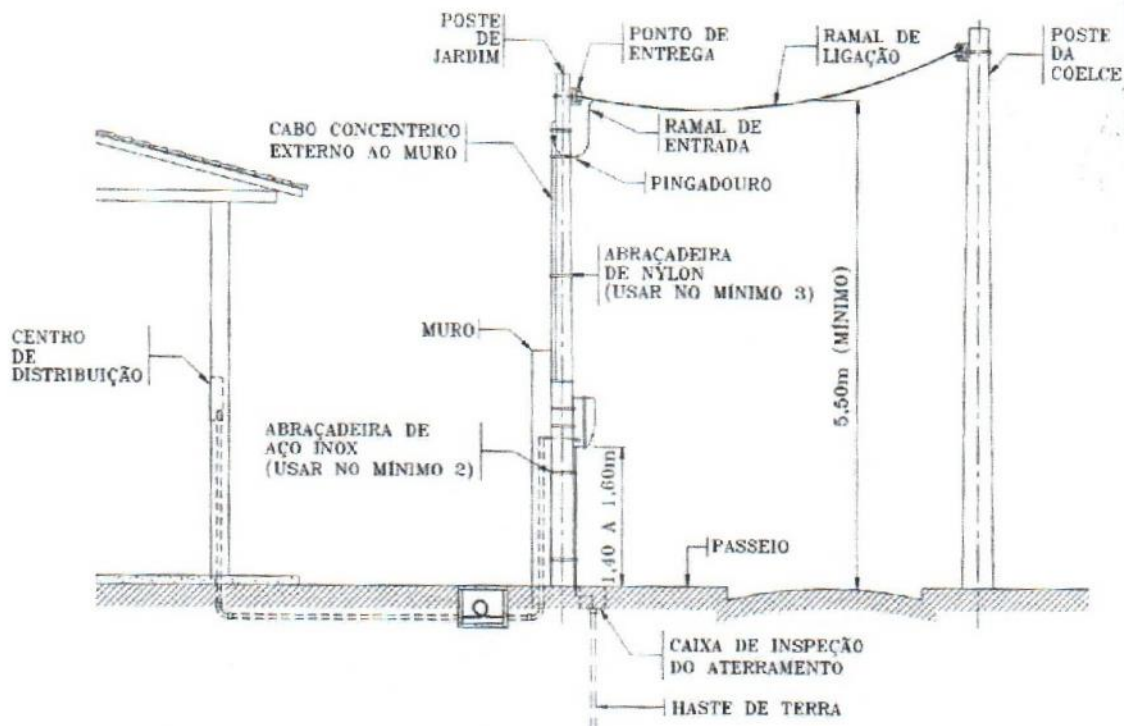 POSTE
DE
JARDIM
PONTO DE
ENTREGA
RAMAL DE
LIGAÇÃO
POSTE
DA
COELCE
CABO CONCENTRICO
EXTERNO AO MURO
RAMAL DE
ENTRADA
PINGADOURO
ABRAÇADEIRA
DE NYLON
(USAR NO MÍNIMO 3)
5,50m (MÍNIMO)
MURO
CENTRO
DE
DISTRIBUIÇÃO
ABRAÇADEIRA DE
AÇO INOX
(USAR NO MÍNIMO 2)
1,40 A 1,60m
PASSEIO
CAIXA DE INSPEÇÃO
DO ATERRAMENTO
HASTE DE TERRA